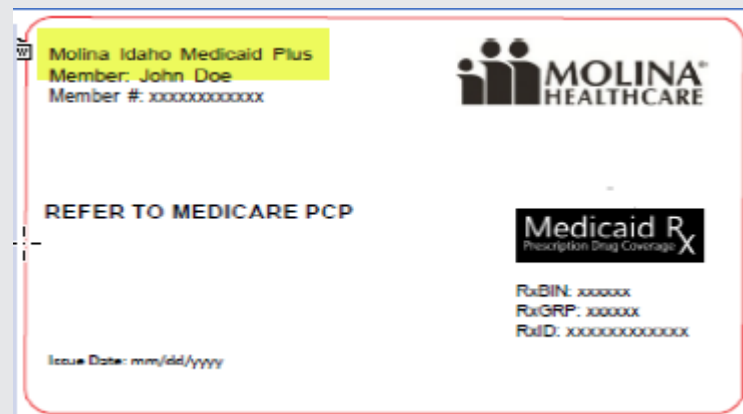 Molina Idaho Medicaid Plus
Member: John Doe
Member #: xxxxxxxxxxxx
MOLINA®
HEALTHCARE
REFER TO MEDICARE PCP
Medicaid Rx
Prescription Drug Coverage
RxBIN: xxxxxx
RxGRP: xxxxxx
RxID: xxxxxxxxxxxx
Issue Date: mm/dd/yyyy